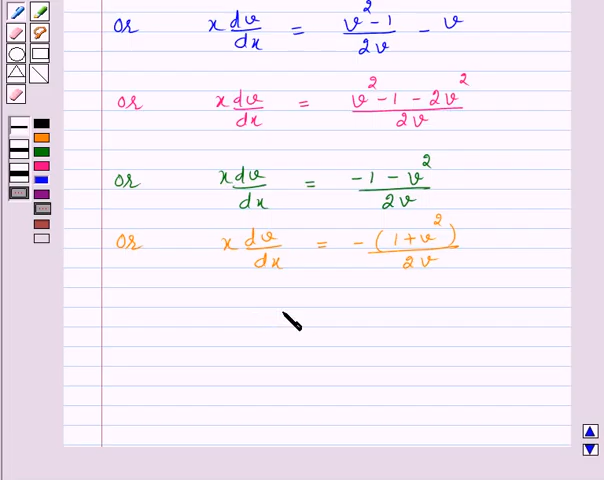 or x dv/dx = v² - 1 / 2v - v
or x dv/dx = v² - 1 - 2v² / 2v
or x dv/dx = -1 - v² / 2v
or x dv/dx = -(1 + v²) / 2v